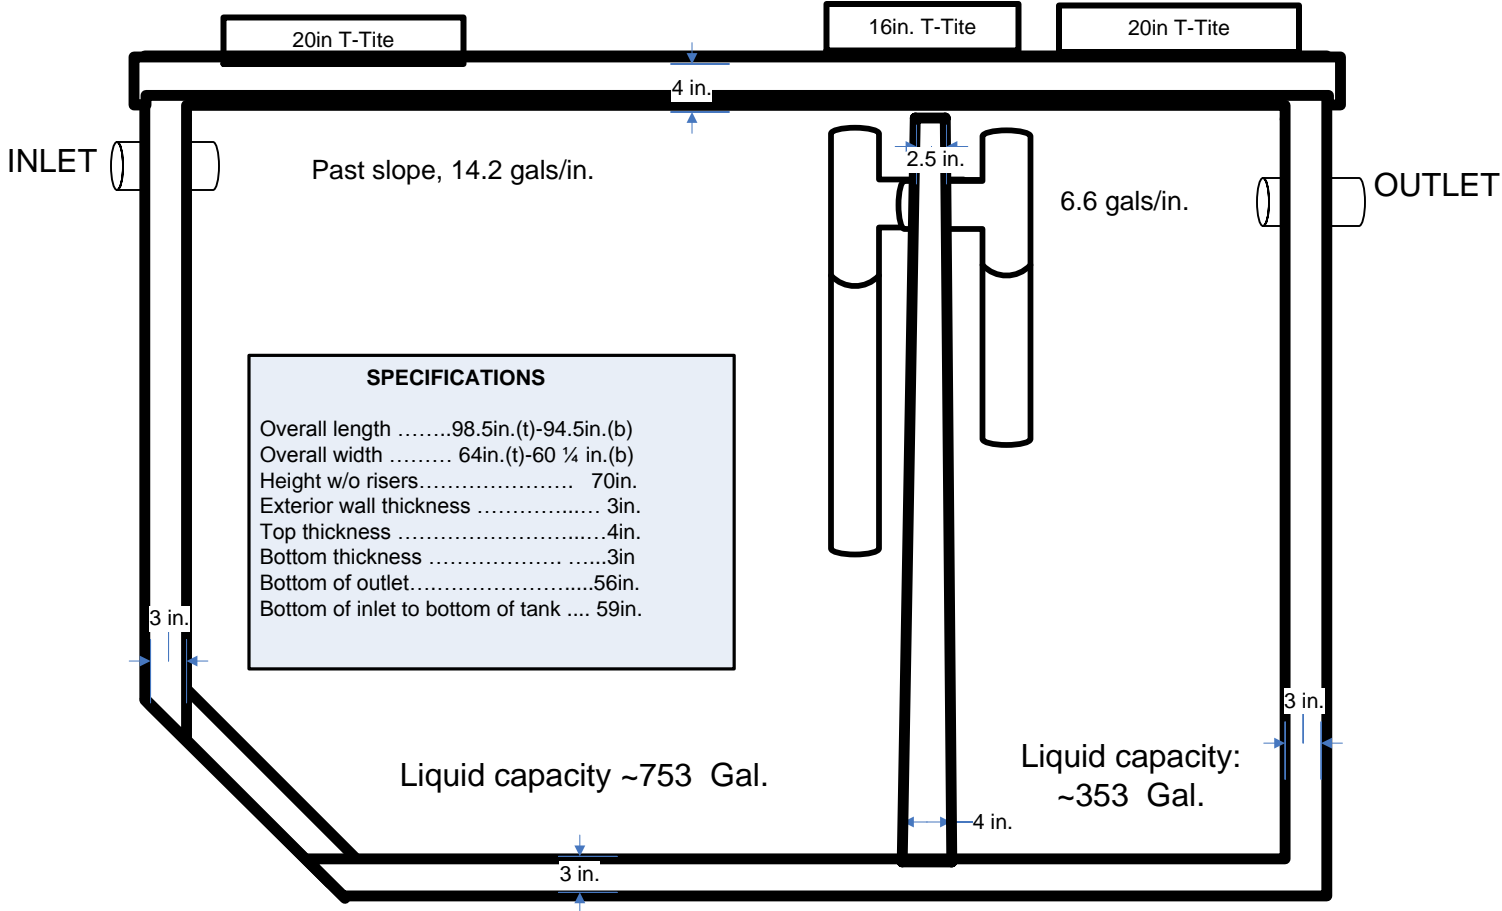 20in T-Tite
16in. T-Tite
20in T-Tite
4 in.
INLET
Past slope, 14.2 gals/in.
2.5 in.
6.6 gals/in.
OUTLET
SPECIFICATIONS
Overall length ……..98.5in.(t)-94.5in.(b)
Overall width ……… 64in.(t)-60 ¼ in.(b)
Height w/o risers…………………. 70in.
Exterior wall thickness …………...… 3in.
Top thickness ……………………...…4in.
Bottom thickness ………………. …...3in
Bottom of outlet……………………....56in.
Bottom of inlet to bottom of tank .... 59in.
3 in.
3 in.
Liquid capacity ~753 Gal.
Liquid capacity:
~353 Gal.
4 in.
3 in.